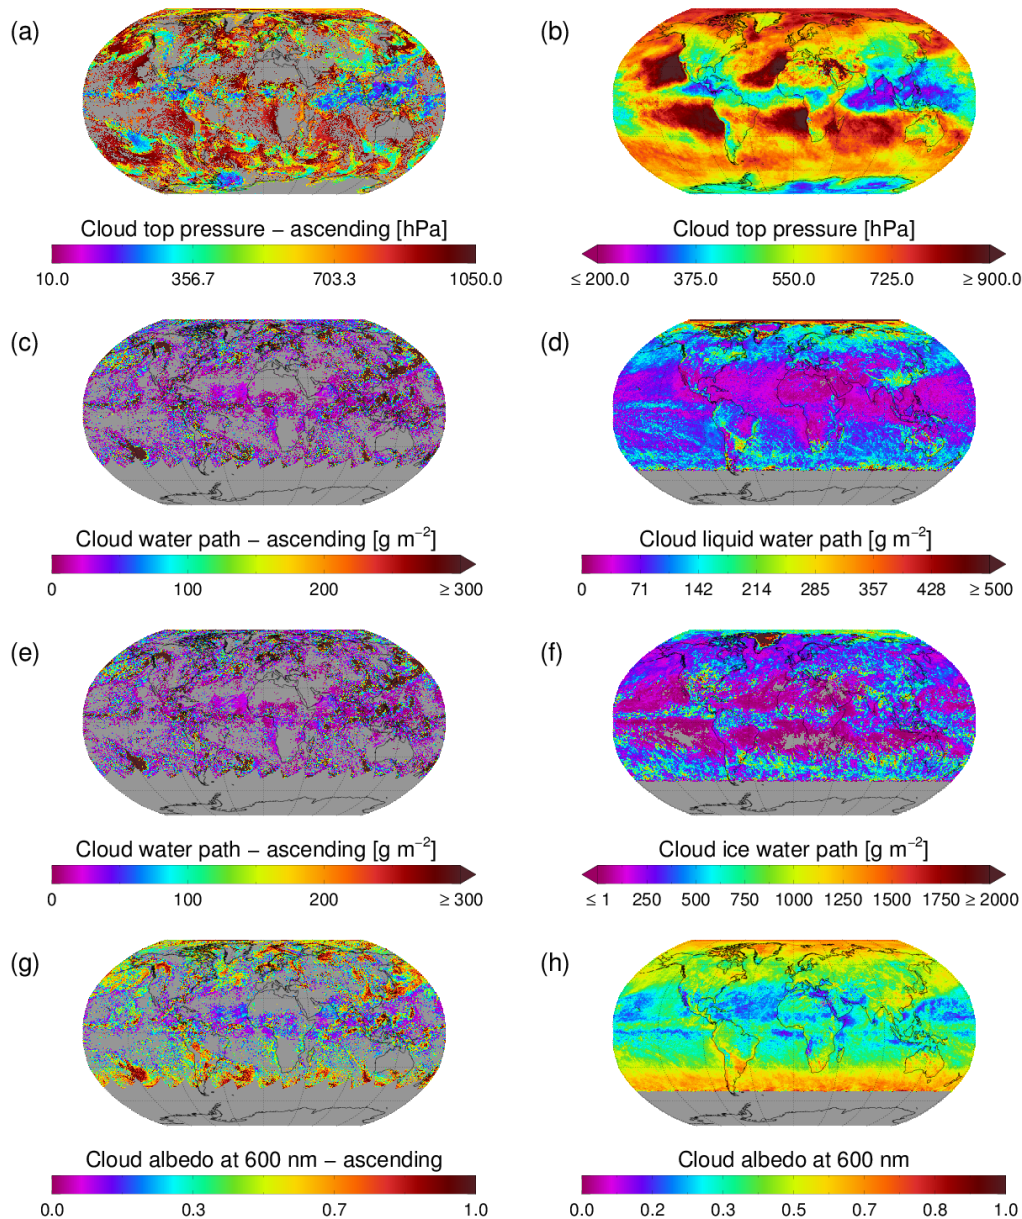 (a)
(b)
Cloud top pressure – ascending [hPa]
10.0 356.7 703.3 1050.0
Cloud top pressure [hPa]
≤ 200.0 375.0 550.0 725.0 ≥ 900.0
(c)
(d)
Cloud water path – ascending [g m⁻²]
0 100 200 ≥ 300
Cloud liquid water path [g m⁻²]
0 71 142 214 285 357 428 ≥ 500
(e)
(f)
Cloud water path – ascending [g m⁻²]
0 100 200 ≥ 300
Cloud ice water path [g m⁻²]
≤ 1 250 500 750 1000 1250 1500 1750 ≥ 2000
(g)
(h)
Cloud albedo at 600 nm – ascending
0.0 0.3 0.7 1.0
Cloud albedo at 600 nm
0.0 0.2 0.3 0.5 0.7 0.8 1.0